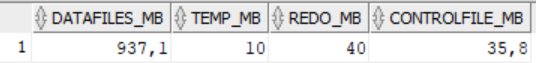 DATAFILES_MB TEMP_MB REDO_MB CONTROLFILE_MB
1 937,1 10 40 35,8